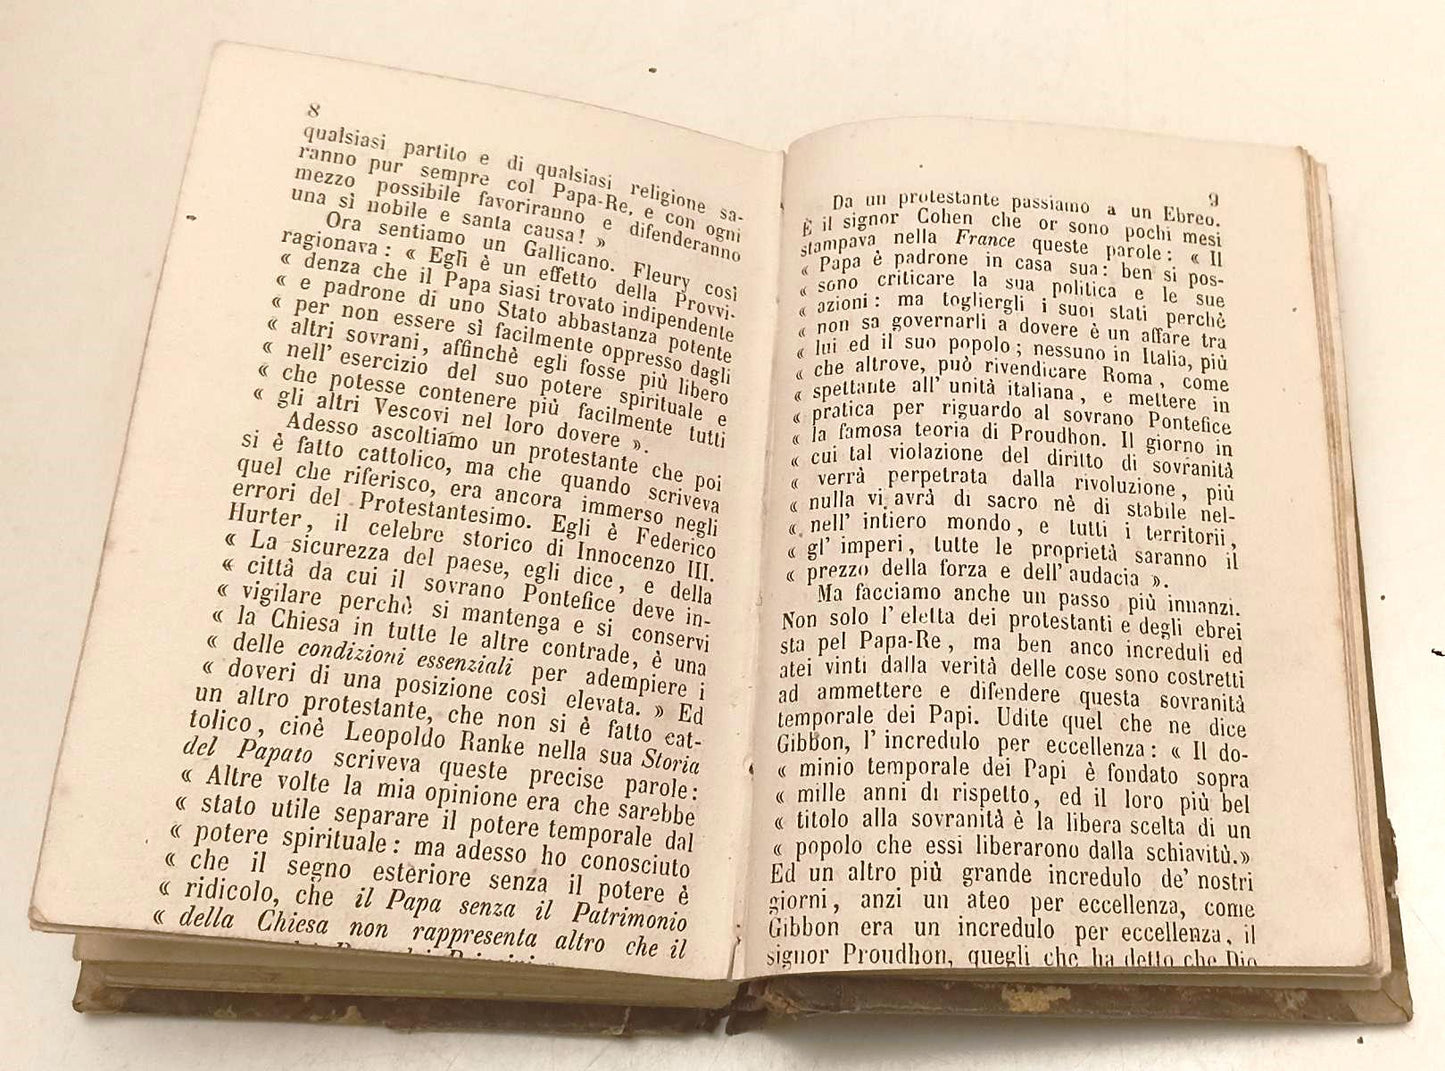 8
qualsiasi partito e di qualsiasi religione sa-
ranno pur sempre col Papa-Re, e con ogni
mezzo possibile favoriranno e difenderanno
una sì nobile e santa causa! »
Ora sentiamo un Gallicano. Fleury così
ragionava: « Egli è un effetto della Provvi-
« denza che il Papa siasi trovato indipendente
« e padrone di uno Stato abbastanza potente
« per non essere sì facilmente oppresso dagli
« altri sovrani, affinchè egli fosse più libero
« nell' esercizio del suo potere spirituale e
« che potesse contenere più facilmente tutti
« gli altri Vescovi nel loro dovere ».
Adesso ascoltiamo un protestante che poi
si è fatto cattolico, ma che quando scriveva
quel che riferisco, era ancora immerso negli
errori del Protestantesimo. Egli è Federico
Hurter, il celebre storico di Innocenzo III.
« La sicurezza del paese, egli dice, e della
« città da cui il sovrano Pontefice deve in-
« vigilare perchè si mantenga e si conservi
« la Chiesa in tutte le altre contrade, è una
« delle condizioni essenziali per adempiere i
« doveri di una posizione così elevata. » Ed
un altro protestante, che non si è fatto cat-
tolico, cioè Leopoldo Ranke nella sua Storia
del Papato scriveva queste precise parole:
« Altre volte la mia opinione era che sarebbe
« stato utile separare il potere temporale dal
« potere spirituale: ma adesso ho conosciuto
« che il segno esteriore senza il potere è
« ridicolo, che il Papa senza il Patrimonio
« della Chiesa non rappresenta altro che il
9
Da un protestante passiamo a un Ebreo.
È il signor Cohen che or sono pochi mesi
stampava nella France queste parole: « Il
« Papa è padrone in casa sua: ben si pos-
« sono criticare la sua politica e le sue
« azioni: ma togliergli i suoi stati perchè
« non sa governarli a dovere è un affare tra
« lui ed il suo popolo; nessuno in Italia, più
« che altrove, può rivendicare Roma, come
« spettante all' unità italiana, e mettere in
« pratica per riguardo al sovrano Pontefice
« la famosa teoria di Proudhon. Il giorno in
« cui tal violazione del diritto di sovranità
« verrà perpetrata dalla rivoluzione, più
« nulla vi avrà di sacro nè di stabile nel-
« nell' intiero mondo, e tutti i territorii,
« gl' imperi, tutte le proprietà saranno il
« prezzo della forza e dell' audacia ».
Ma facciamo anche un passo più innanzi.
Non solo l' eletta dei protestanti e degli ebrei
sta pel Papa-Re, ma ben anco increduli ed
atei vinti dalla verità delle cose sono costretti
ad ammettere e difendere questa sovranità
temporale dei Papi. Udite quel che ne dice
Gibbon, l' incredulo per eccellenza: « Il do-
« minio temporale dei Papi è fondato sopra
« mille anni di rispetto, ed il loro più bel
« titolo alla sovranità è la libera scelta di un
« popolo che essi liberarono dalla schiavitù.»
Ed un altro più grande incredulo de' nostri
giorni, anzi un ateo per eccellenza, come
Gibbon era un incredulo per eccellenza, il
signor Proudhon, quegli che ha detto che Dio